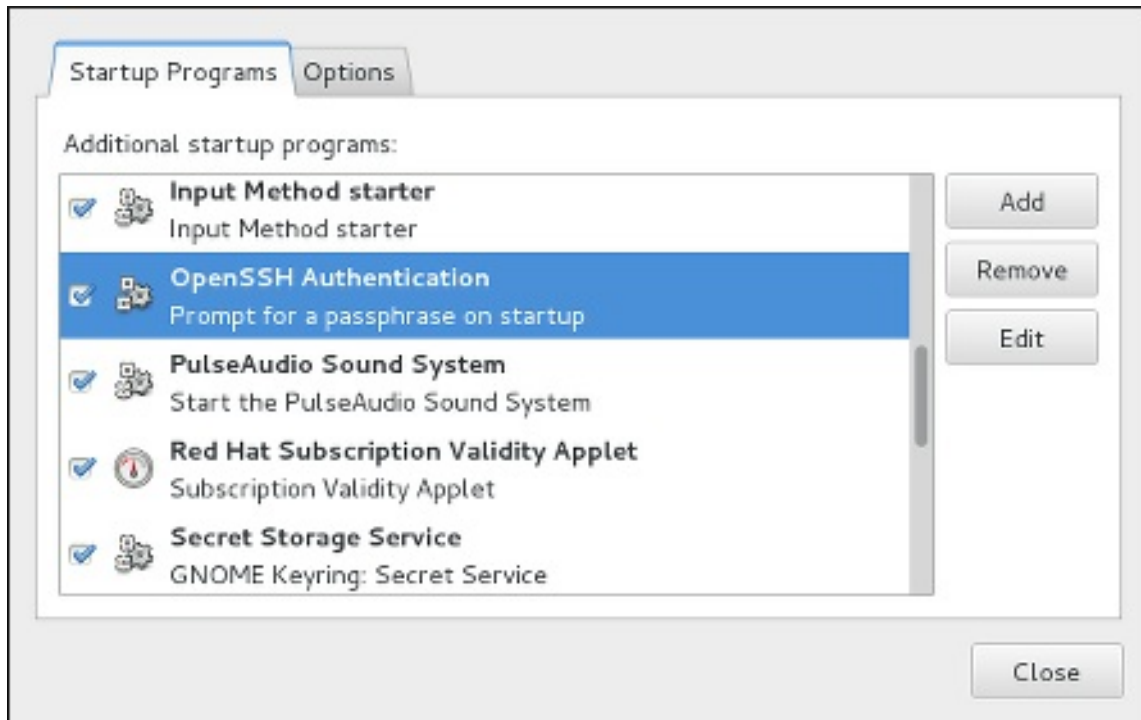 Startup Programs
Options
Additional startup programs:
Input Method starter
Input Method starter
OpenSSH Authentication
Prompt for a passphrase on startup
PulseAudio Sound System
Start the PulseAudio Sound System
Red Hat Subscription Validity Applet
Subscription Validity Applet
Secret Storage Service
GNOME Keyring: Secret Service
Add
Remove
Edit
Close